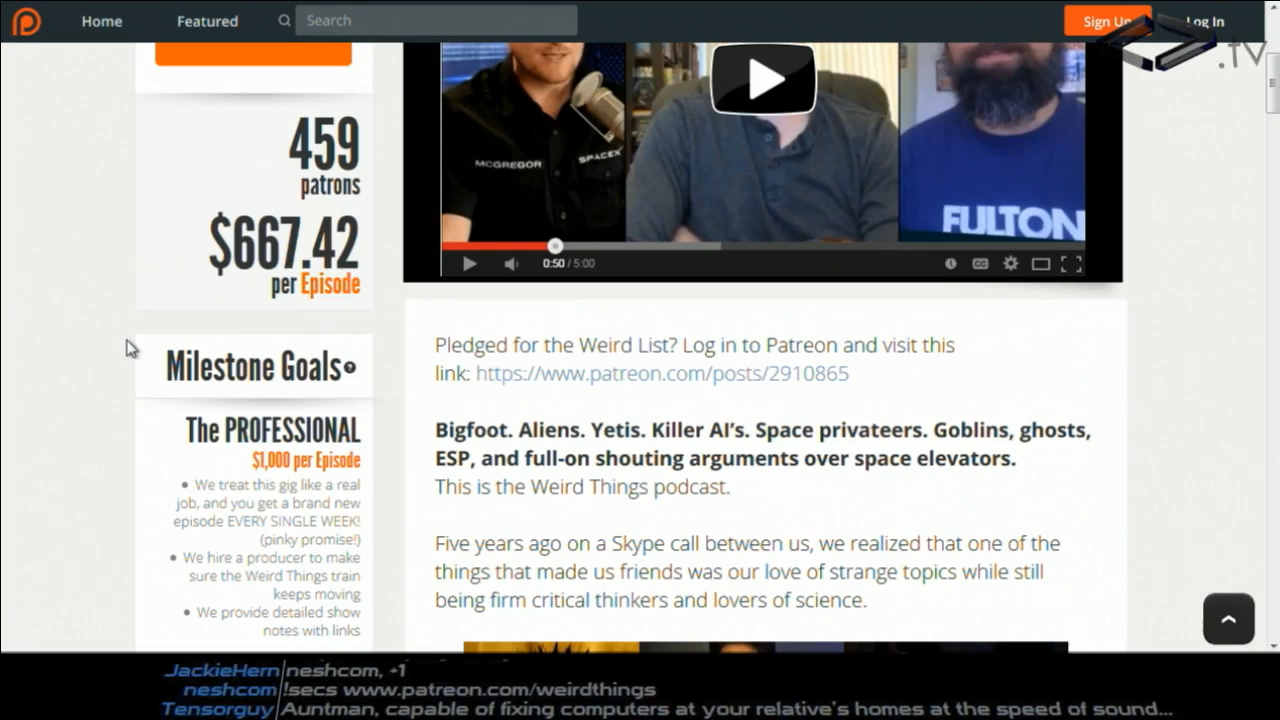 Home
Featured
Search
Sign Up
Log In
.tv
MCGREGOR
SPACEX
FULTON
0:50 / 5:00
459
patrons
$667.42
per Episode
Milestone Goals
The PROFESSIONAL
$1,000 per Episode
• We treat this gig like a real
job, and you get a brand new
episode EVERY SINGLE WEEK!
(pinky promise!)
• We hire a producer to make
sure the Weird Things train
keeps moving
• We provide detailed show
notes with links
Pledged for the Weird List? Log in to Patreon and visit this
link: https://www.patreon.com/posts/2910865
Bigfoot. Aliens. Yetis. Killer AI's. Space privateers. Goblins, ghosts,
ESP, and full-on shouting arguments over space elevators.
This is the Weird Things podcast.
Five years ago on a Skype call between us, we realized that one of the
things that made us friends was our love of strange topics while still
being firm critical thinkers and lovers of science.
JackieHern neshcom, +1
neshcom !secs www.patreon.com/weirdthings
Tensorguy Auntman, capable of fixing computers at your relative's homes at the speed of sound...